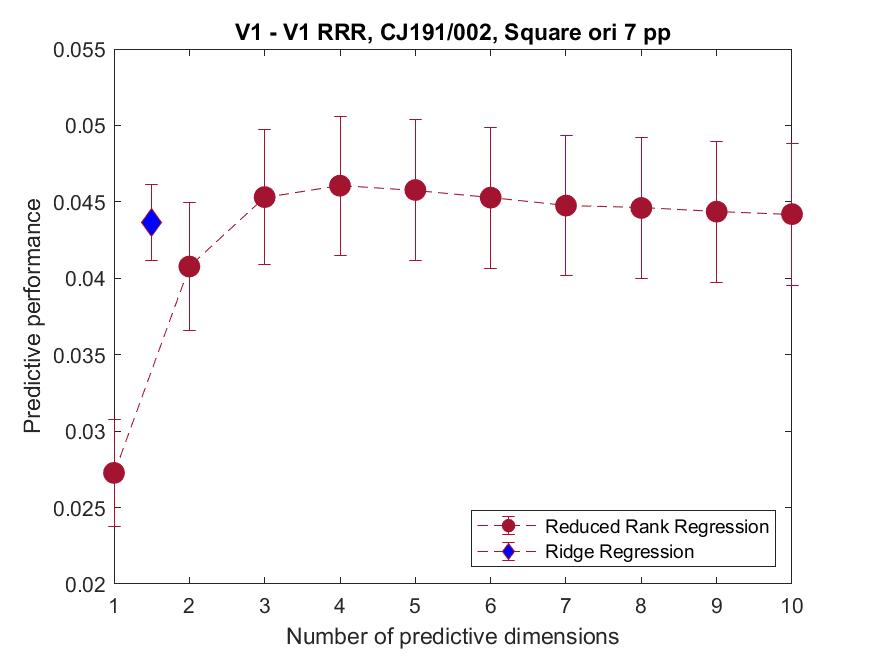 V1 - V1 RRR, CJ191/002, Square ori 7 pp
0.055
0.05
0.045
0.04
0.035
0.03
0.025
0.02
Predictive performance
Reduced Rank Regression
Ridge Regression
1 2 3 4 5 6 7 8 9 10
Number of predictive dimensions